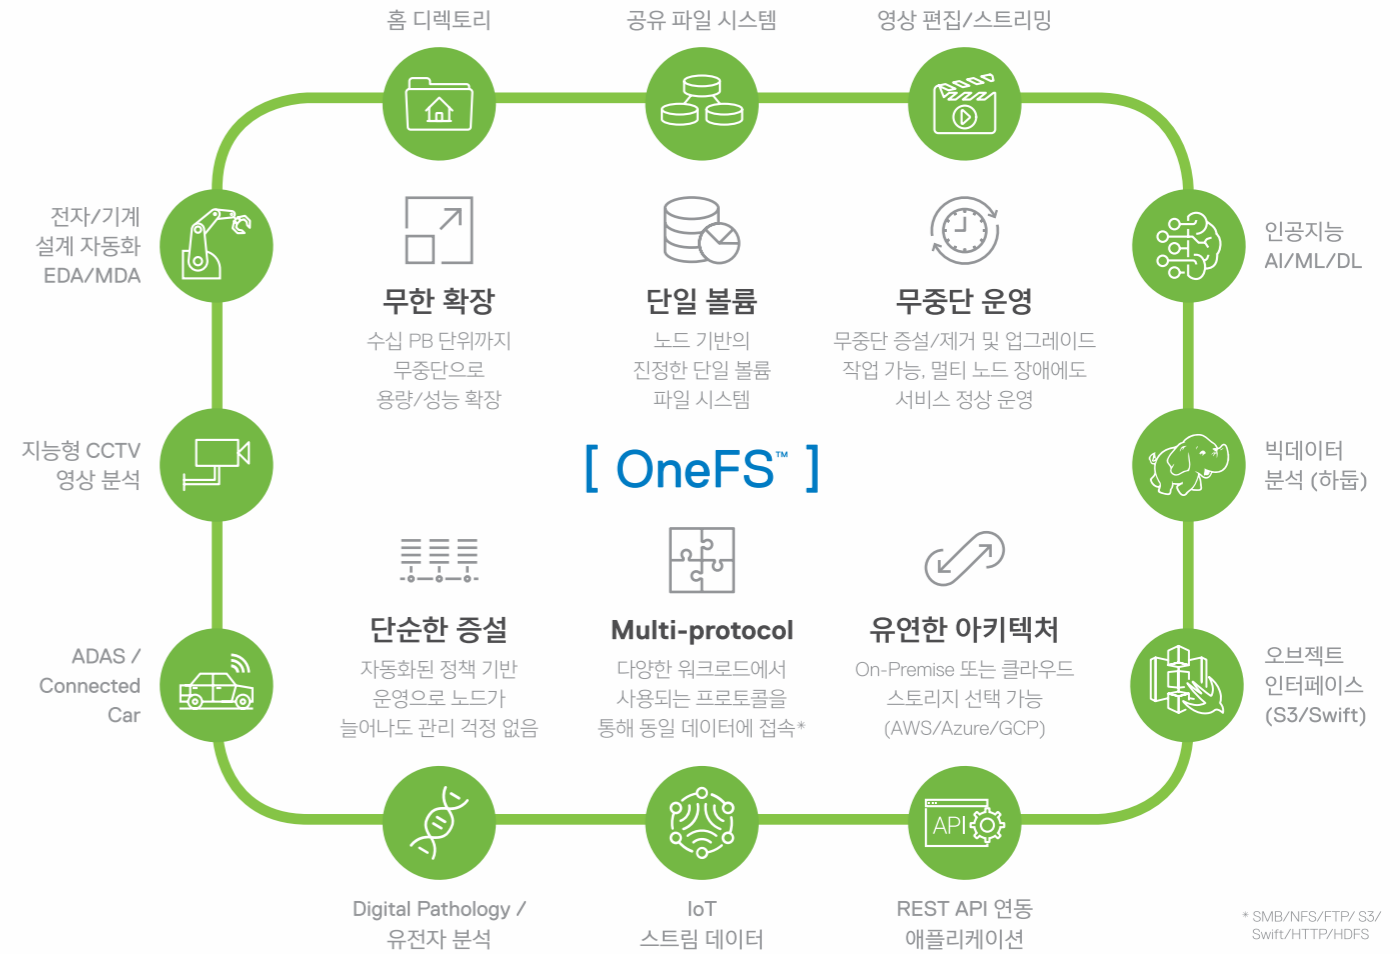 홈 디렉토리
공유 파일 시스템
영상 편집/스트리밍
전자/기계
설계 자동화
EDA/MDA
인공지능
AI/ML/DL
무한 확장
수십 PB 단위까지
무중단으로
용량/성능 확장
단일 볼륨
노드 기반의
진정한 단일 볼륨
파일 시스템
무중단 운영
무중단 증설/제거 및 업그레이드
작업 가능, 멀티 노드 장애에도
서비스 정상 운영
지능형 CCTV
영상 분석
[ OneFS™ ]
빅데이터
분석 (하둡)
단순한 증설
자동화된 정책 기반
운영으로 노드가
늘어나도 관리 걱정 없음
Multi-protocol
다양한 워크로드에서
사용되는 프로토콜을
통해 동일 데이터에 접속*
유연한 아키텍처
On-Premise 또는 클라우드
스토리지 선택 가능
(AWS/Azure/GCP)
ADAS /
Connected
Car
오브젝트
인터페이스
(S3/Swift)
API
Digital Pathology /
유전자 분석
IoT
스트림 데이터
REST API 연동
애플리케이션
* SMB/NFS/FTP/ S3/
Swift/HTTP/HDFS